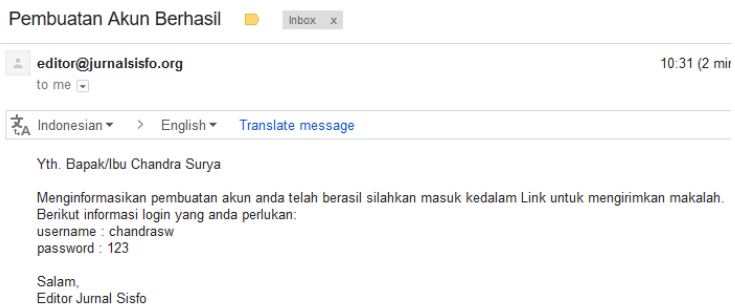 Pembuatan Akun Berhasil Inbox x
editor@jurnalsisfo.org 10:31 (2
to me
Indonesian > English Translate message
Yth. Bapak/Ibu Chandra Surya
Menginformasikan pembuatan akun anda telah berasil silahkan masuk kedalam Link untuk mengirimkan makalah.
Berikut informasi login yang anda perlukan:
username : chandrasw
password : 123
Salam,
Editor Jurnal Sisfo